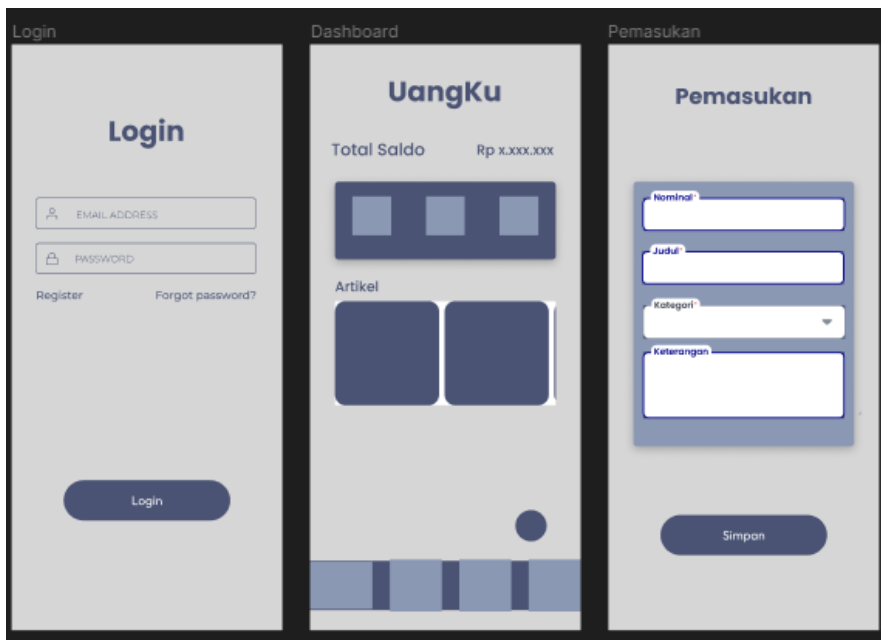 Login
Login
EMAIL ADDRESS
PASSWORD
Register Forgot password?
Login
Dashboard
UangKu
Total Saldo Rp x.xxx.xxx
Artikel
Pemasukan
Pemasukan
Nominal*
Judul*
Kategori*
Keterangan
Simpan